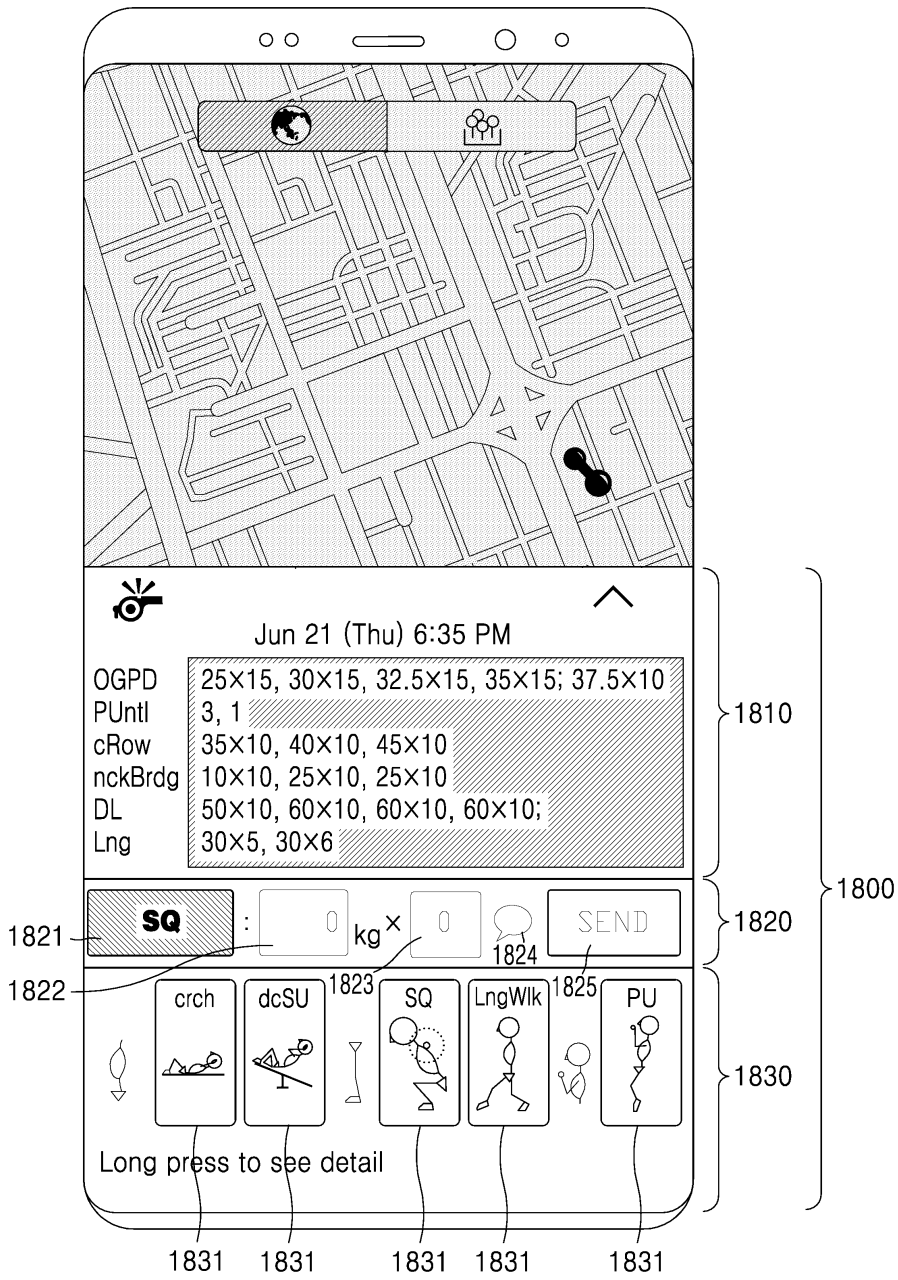 Jun 21 (Thu) 6:35 PM
OGPD 25×15, 30×15, 32.5×15, 35×15; 37.5×10
PUntl 3, 1
cRow 35×10, 40×10, 45×10
nckBrdg 10×10, 25×10, 25×10
DL 50×10, 60×10, 60×10, 60×10;
Lng 30×5, 30×6
1810
SQ : 0 kg × 0 SEND
1820
1800
1821
1822
1823
1824
1825
crch dcSU SQ LngWlk PU
1830
Long press to see detail
1831 1831 1831 1831 1831